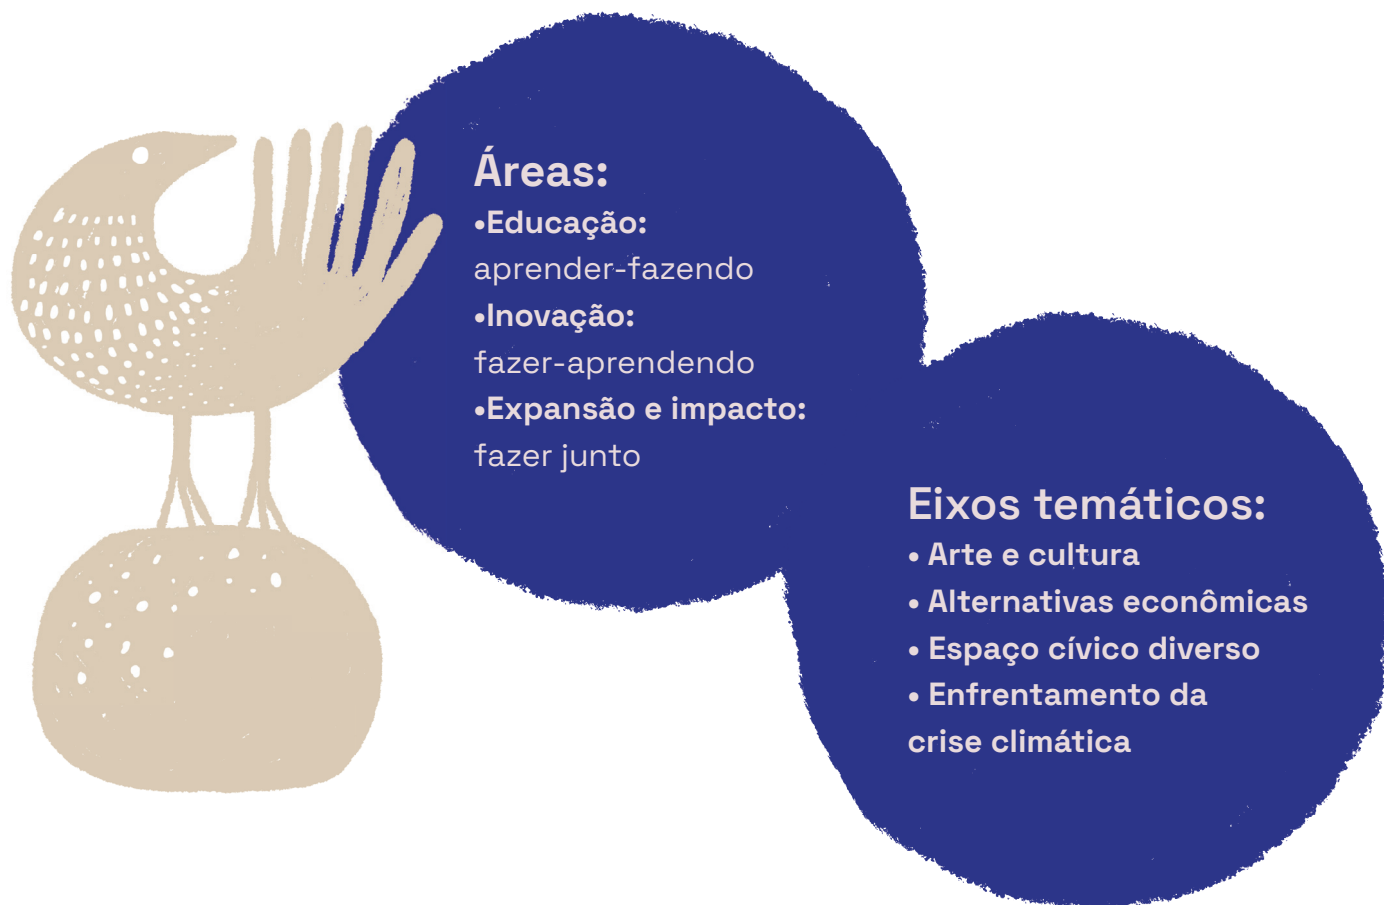 Áreas:
•Educação:
aprender-fazendo
•Inovação:
fazer-aprendendo
•Expansão e impacto:
fazer junto
Eixos temáticos:
• Arte e cultura
• Alternativas econômicas
• Espaço cívico diverso
• Enfrentamento da
crise climática